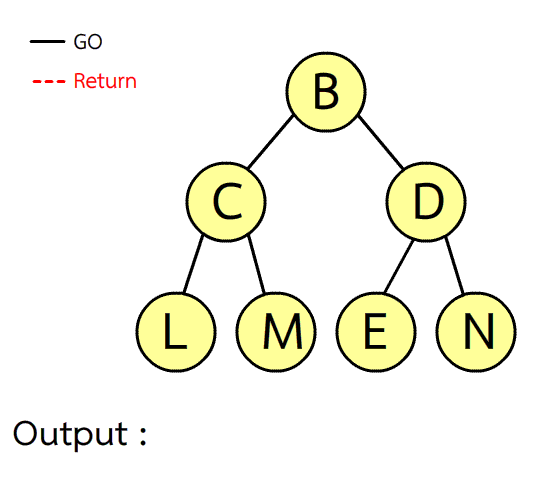 GO
Return
B
C D
L M E N
Output :